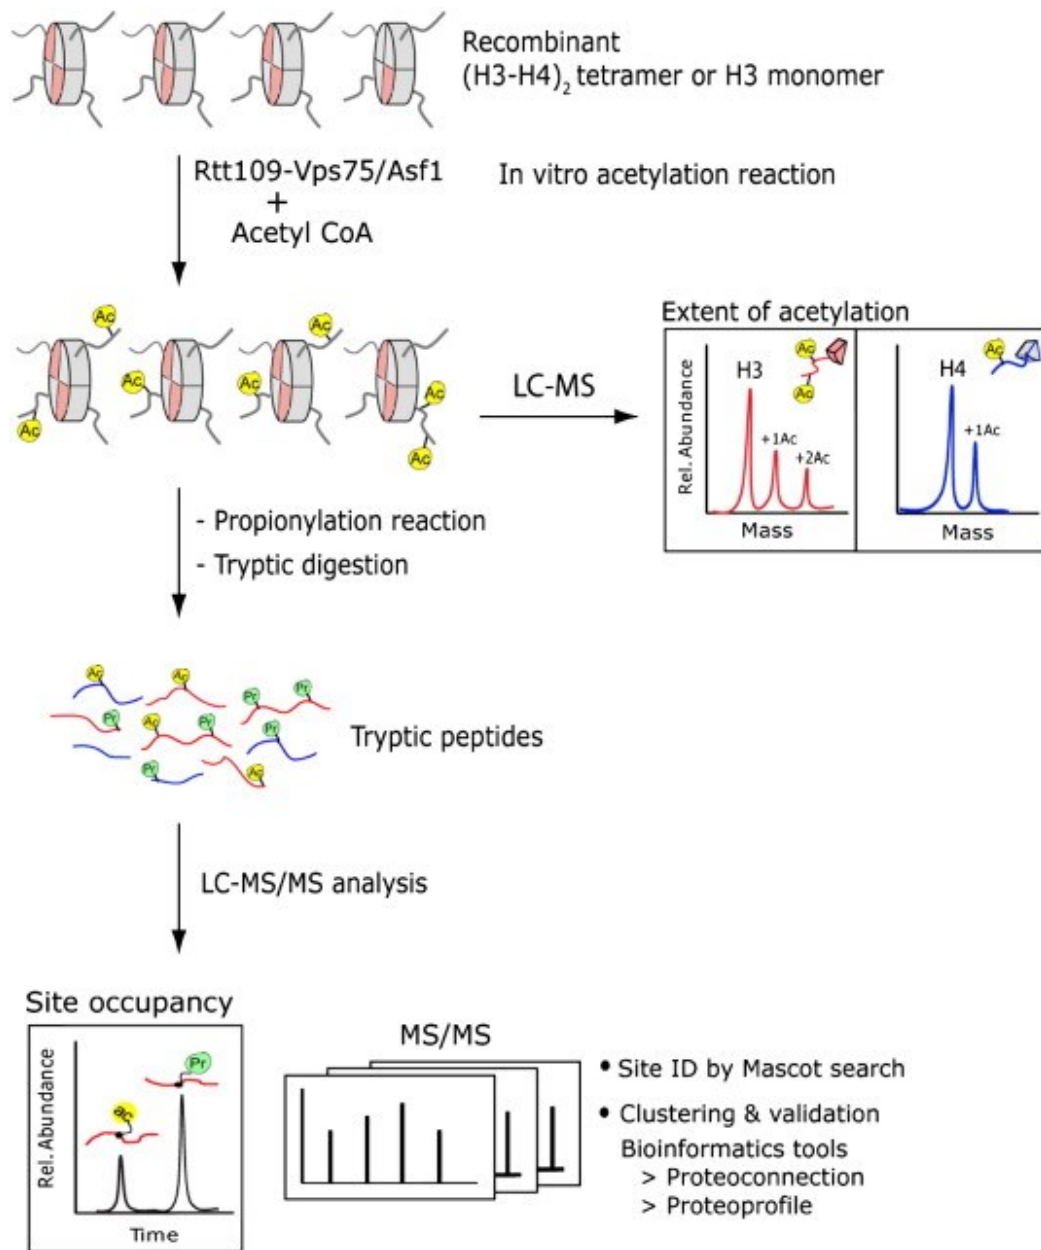 Recombinant
(H3-H4)2 tetramer or H3 monomer
Rtt109-Vps75/Asf1
+
Acetyl CoA
In vitro acetylation reaction
Ac
Ac
Ac
Ac
Ac
Ac
Ac
LC-MS
Extent of acetylation
Rel. Abundance
H3
+1Ac
+2Ac
Ac
Ac
Mass
H4
+1Ac
Ac
Mass
- Propionylation reaction
- Tryptic digestion
Ac
Ac
Pr
Pr
Pr
Ac
Pr
Pr
Pr
Ac
Tryptic peptides
LC-MS/MS analysis
Site occupancy
Rel. Abundance
ac
Pr
Time
MS/MS
• Site ID by Mascot search
• Clustering & validation
Bioinformatics tools
> Proteoconnection
> Proteoprofile